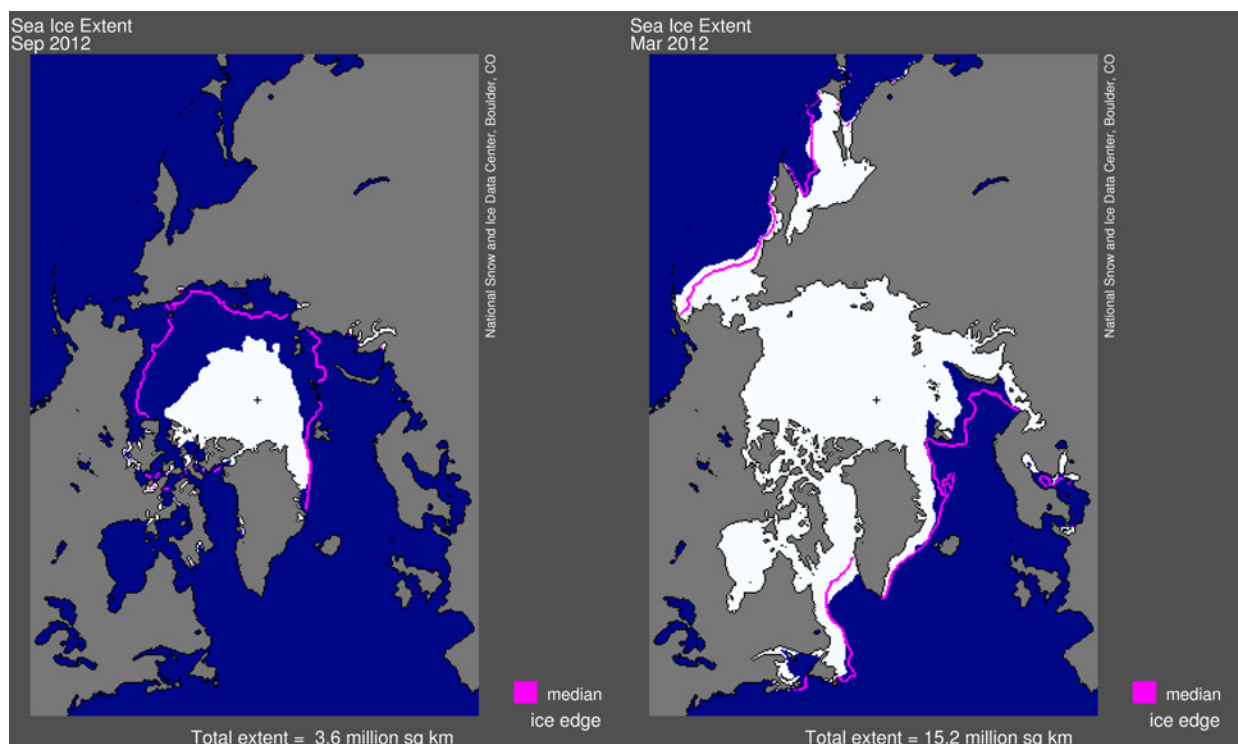 Sea Ice Extent
Sep 2012
National Snow and Ice Data Center, Boulder, CO
median
ice edge
Total extent = 3.6 million sq km
Sea Ice Extent
Mar 2012
National Snow and Ice Data Center, Boulder, CO
median
ice edge
Total extent = 15.2 million sq km